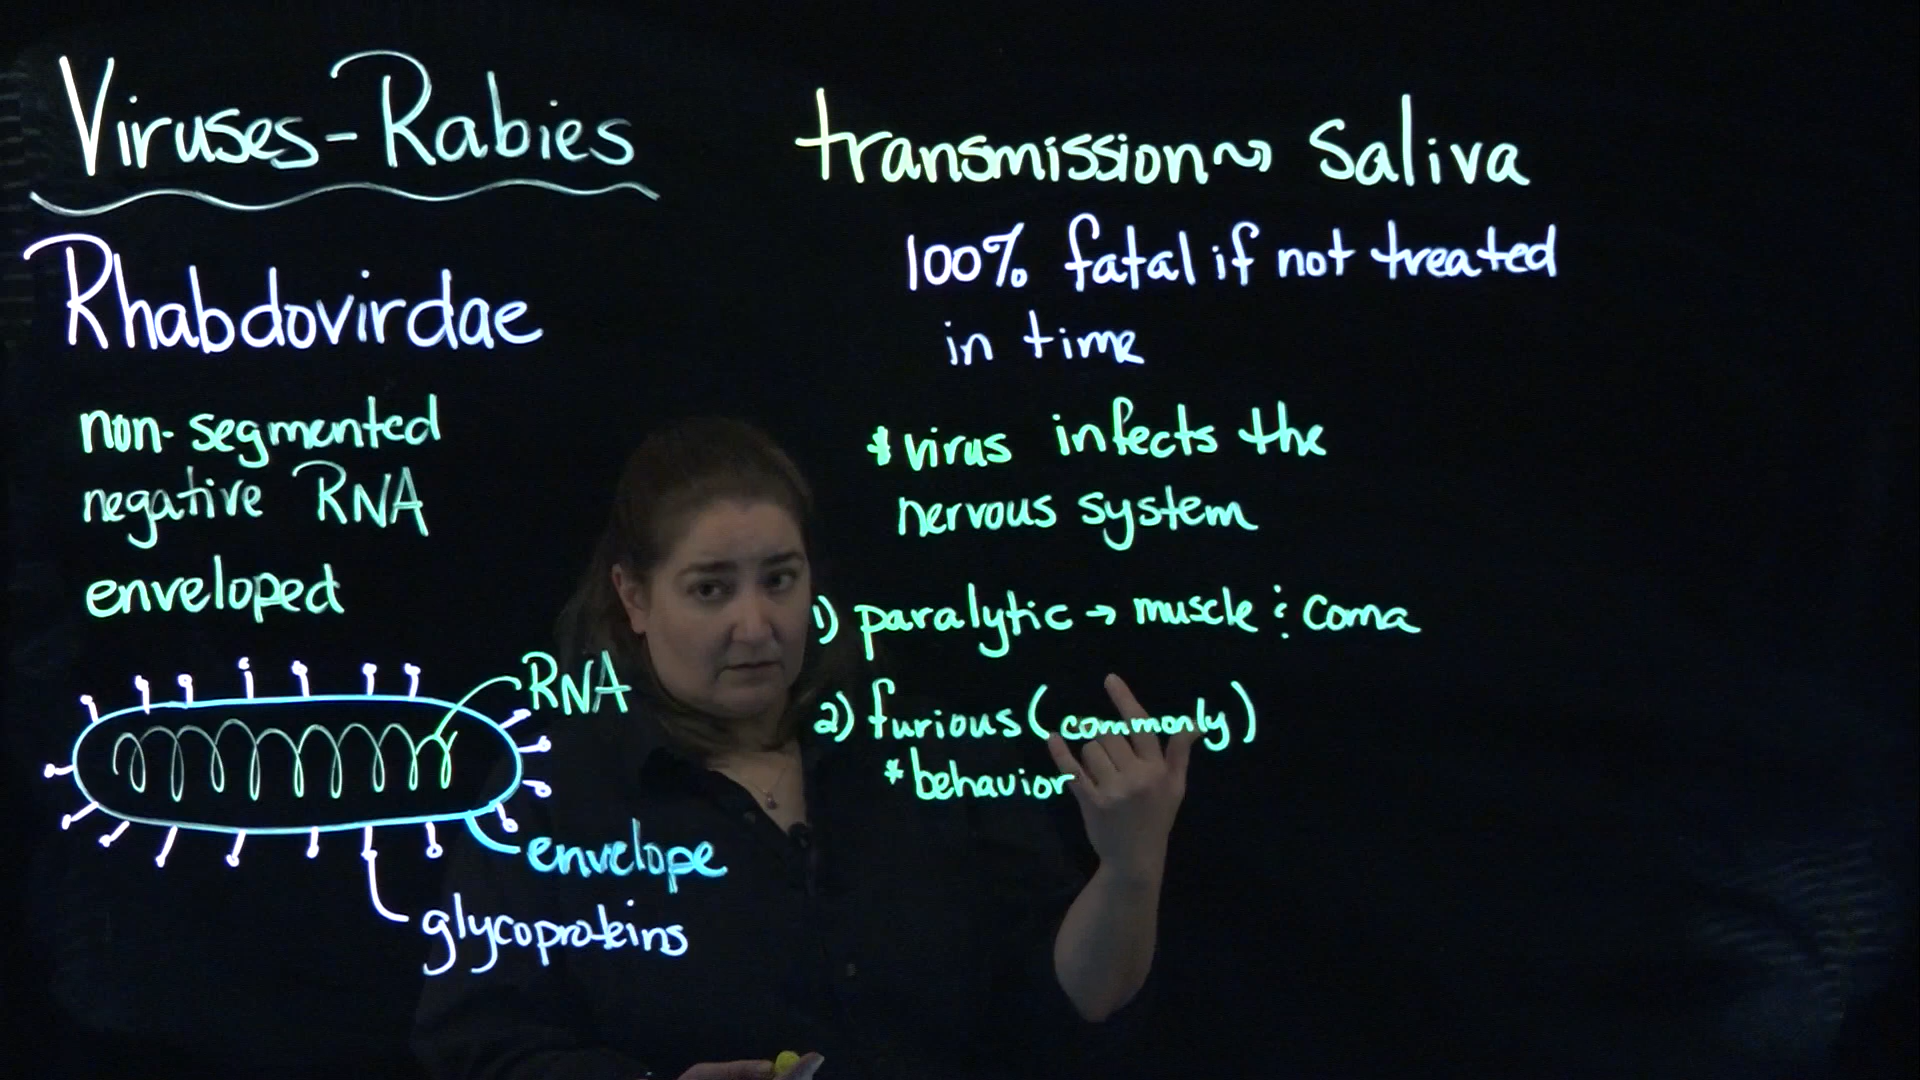 Viruses-Rabies
Rhabdovirdae
non-segmented
negative RNA
enveloped
RNA
envelope
glycoproteins
transmission⤳ Saliva
100% fatal if not treated
in time
*virus infects the
nervous system
1) paralytic → muscle & coma
2) furious (commonly)
*behavior